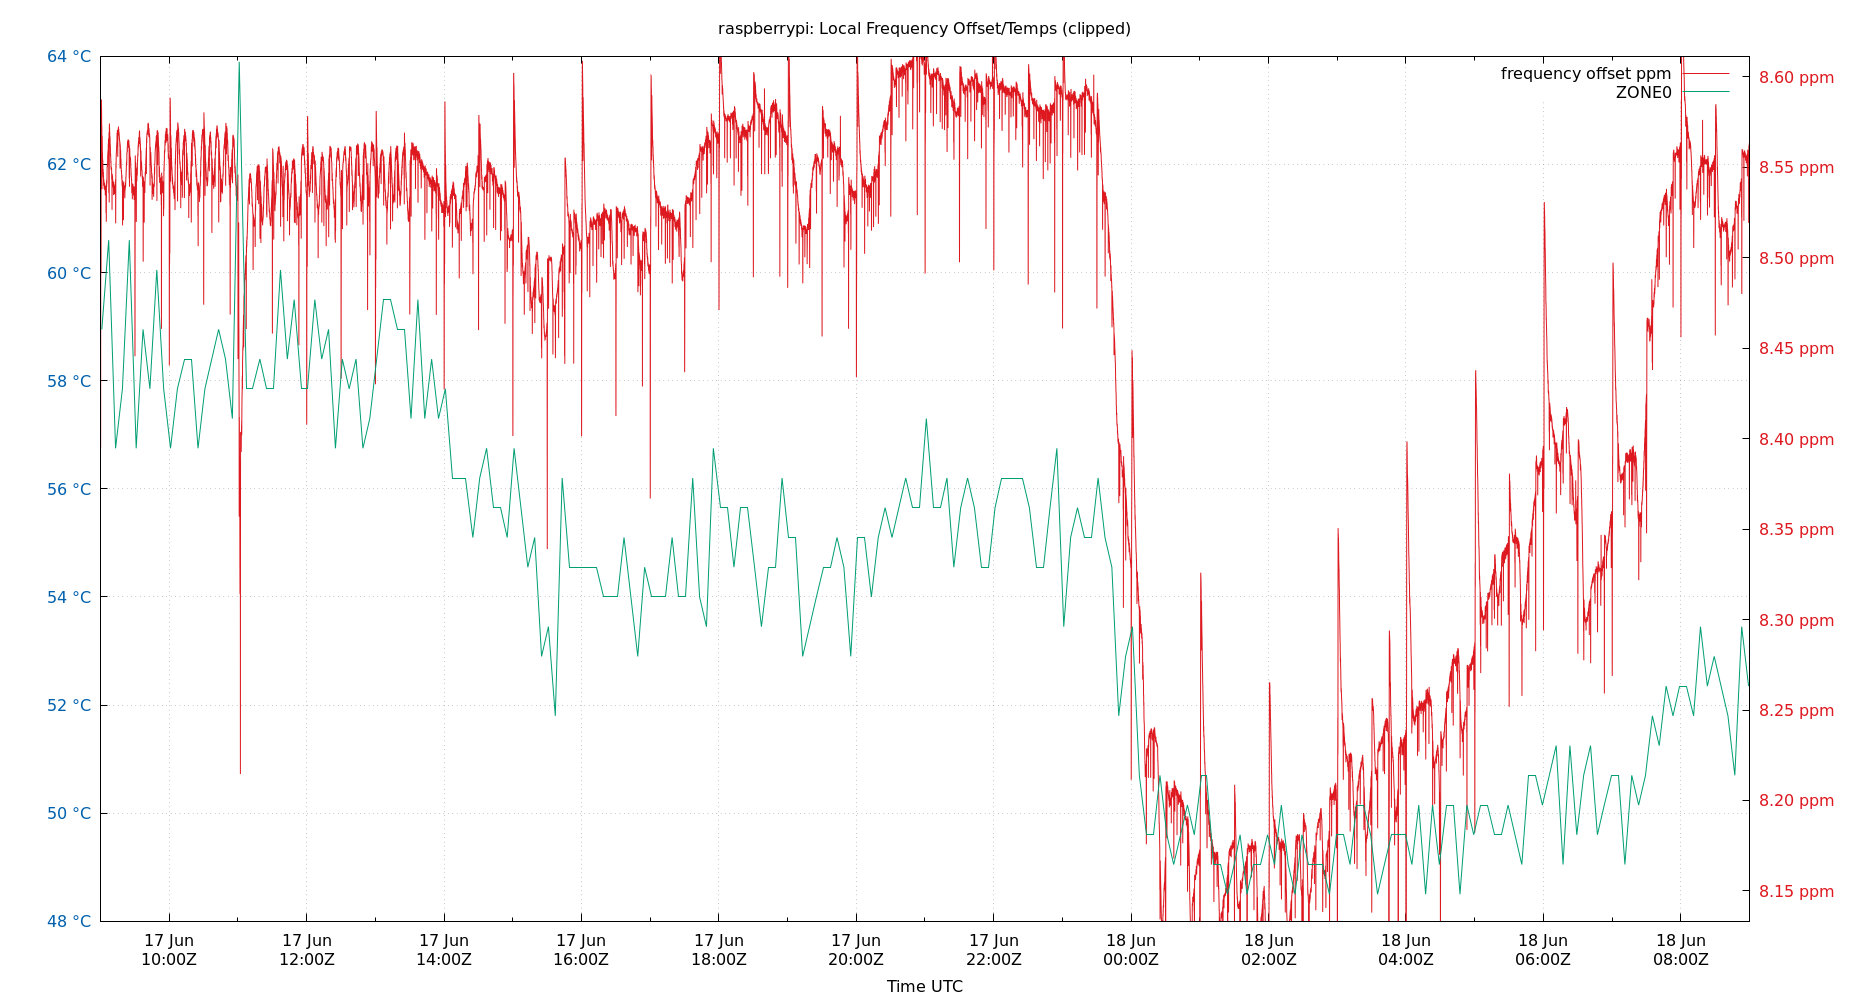 raspberrypi: Local Frequency Offset/Temps (clipped)
64 °C
62 °C
60 °C
58 °C
56 °C
54 °C
52 °C
50 °C
48 °C
frequency offset ppm
ZONE0
8.60 ppm
8.55 ppm
8.50 ppm
8.45 ppm
8.40 ppm
8.35 ppm
8.30 ppm
8.25 ppm
8.20 ppm
8.15 ppm
17 Jun 17 Jun 17 Jun 17 Jun 17 Jun 17 Jun 17 Jun 18 Jun 18 Jun 18 Jun 18 Jun 18 Jun
10:00Z 12:00Z 14:00Z 16:00Z 18:00Z 20:00Z 22:00Z 00:00Z 02:00Z 04:00Z 06:00Z 08:00Z
Time UTC